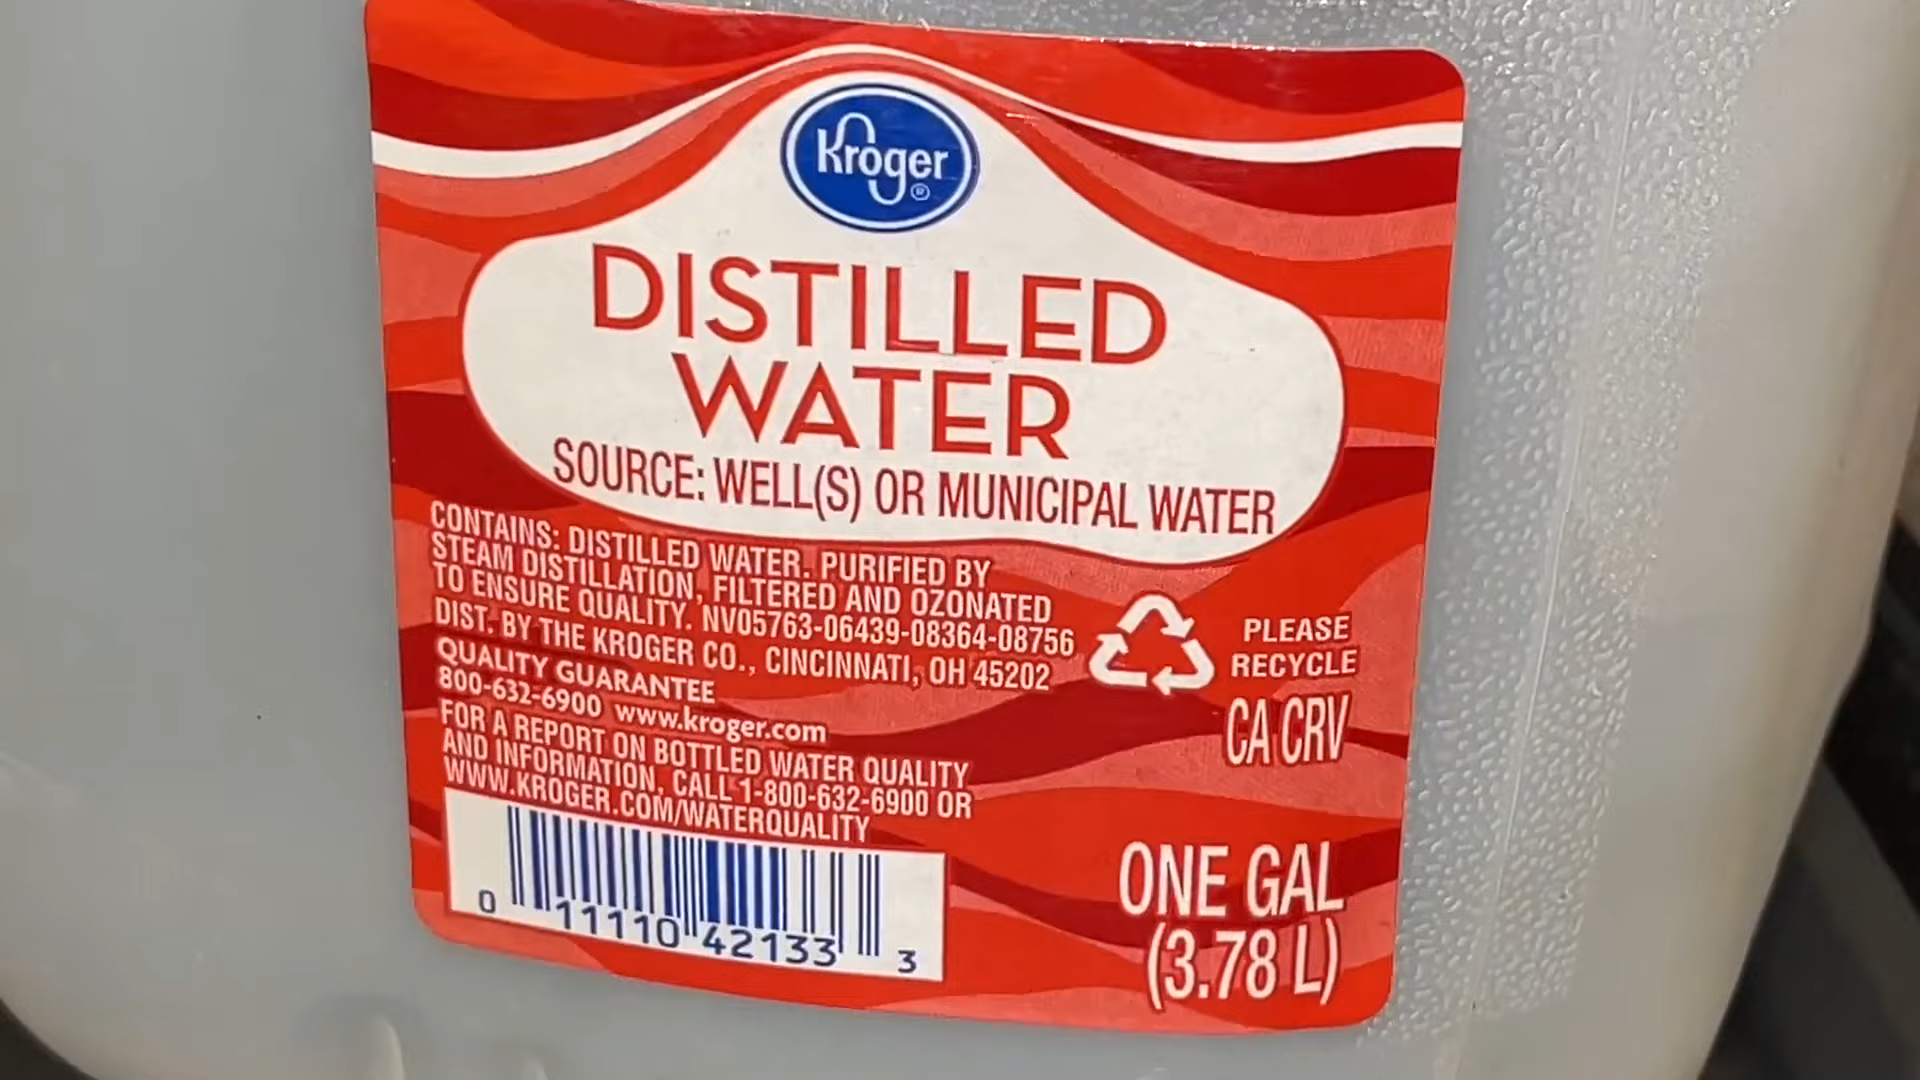 Kroger®
DISTILLED
WATER
SOURCE: WELL(S) OR MUNICIPAL WATER
CONTAINS: DISTILLED WATER. PURIFIED BY
STEAM DISTILLATION, FILTERED AND OZONATED
TO ENSURE QUALITY. NV05763-06439-08364-08756
DIST. BY THE KROGER CO., CINCINNATI, OH 45202
QUALITY GUARANTEE
800-632-6900 www.kroger.com
FOR A REPORT ON BOTTLED WATER QUALITY
AND INFORMATION, CALL 1-800-632-6900 OR
WWW.KROGER.COM/WATERQUALITY
PLEASE
RECYCLE
CA CRV
0 11110 42133 3
ONE GAL
(3.78 L)